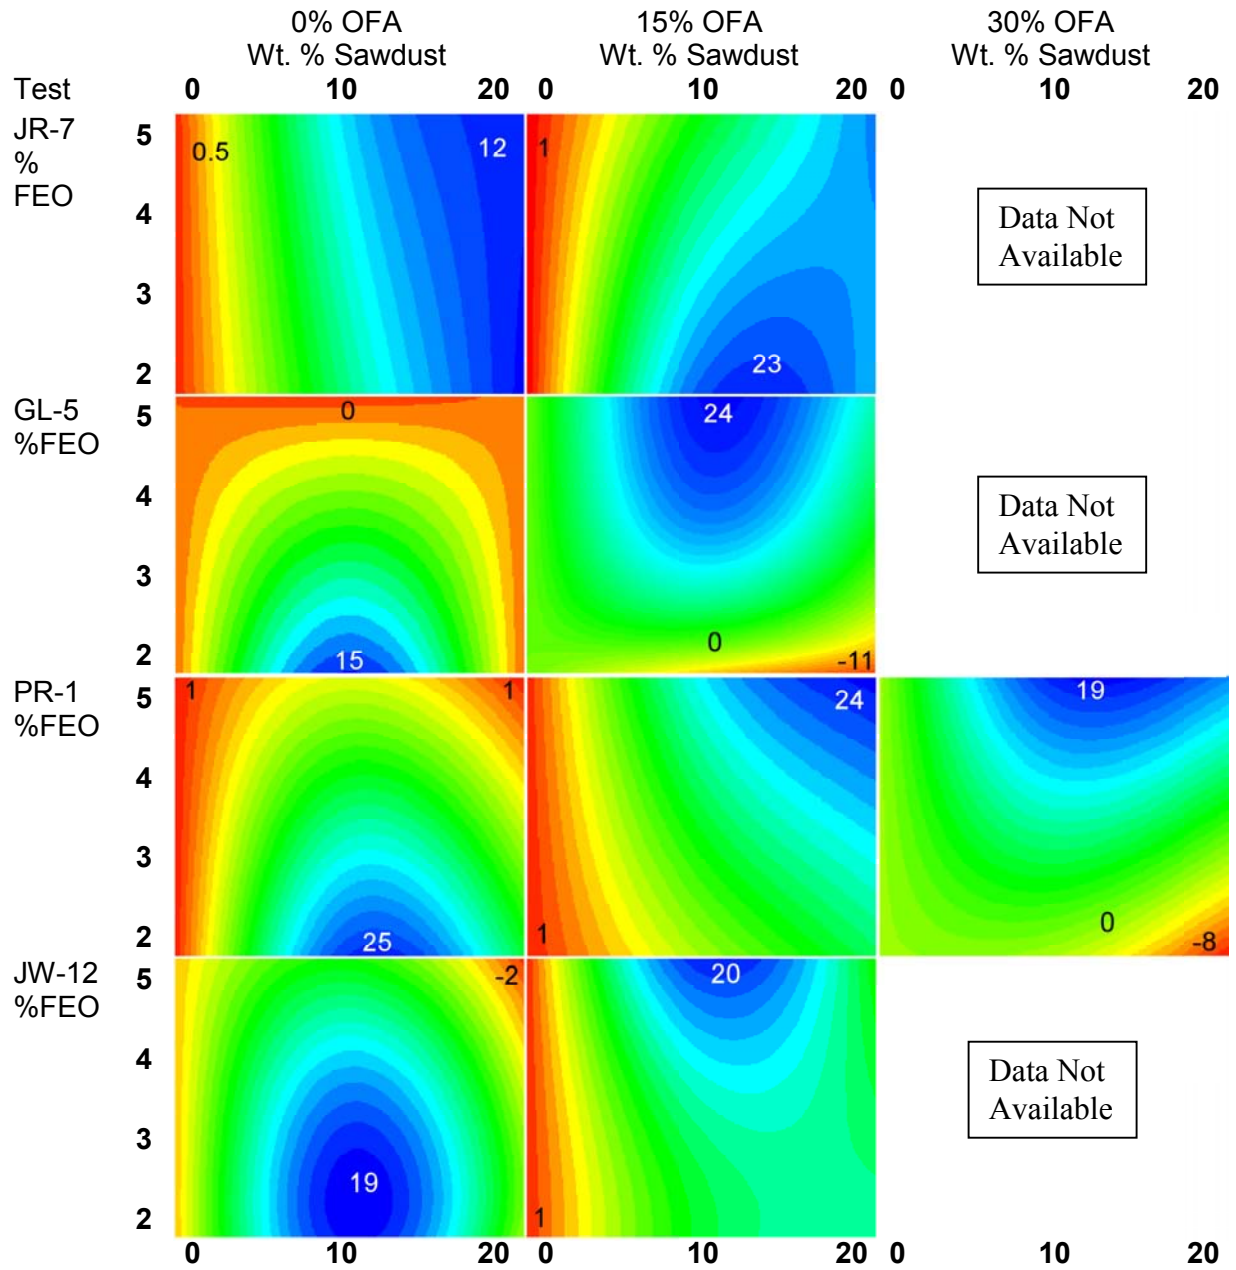 0% OFA 15% OFA 30% OFA
Wt. % Sawdust Wt. % Sawdust Wt. % Sawdust
Test 0 10 20 0 10 20 0 10 20
JR-7 5 0.5 12 1
%
FEO 4
Data Not
Available
3
2 23
GL-5 5 0 24
%FEO
4
Data Not
Available
3
2 15 0 -11
PR-1 5 1 1 24 19
%FEO
4
3
2 25 1 0 -8
JW-12 5 -2 20
%FEO
4
Data Not
Available
3
19
2 1
0 10 20 0 10 20 0 10 20